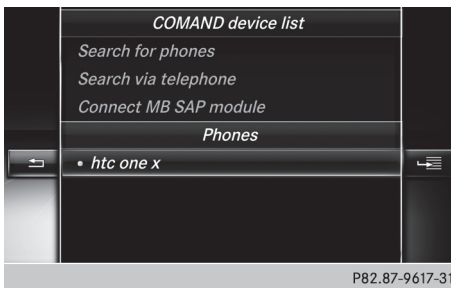 COMAND device list
Search for phones
Search via telephone
Connect MB SAP module
Phones
• htc one x
P82.87-9617-31